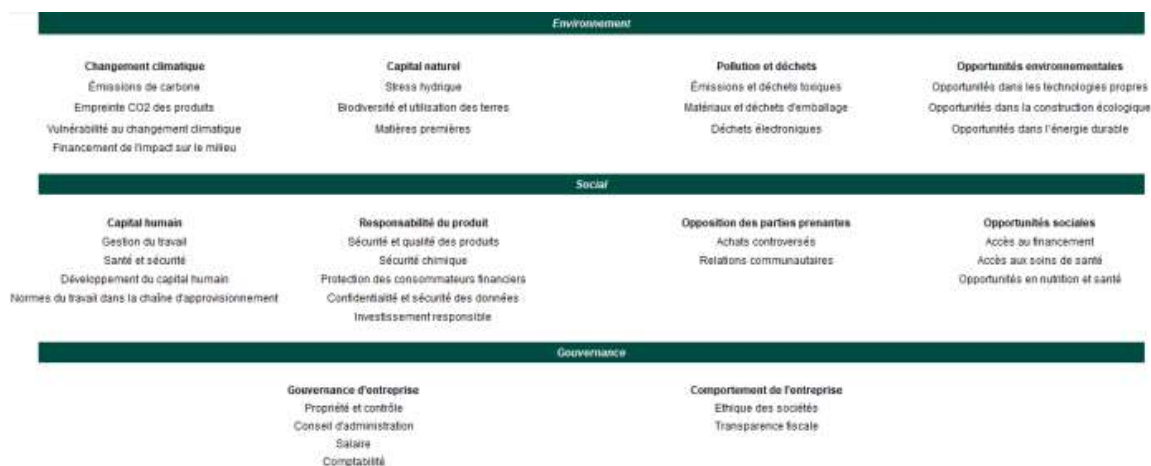 Environnement
Changement climatique
Émissions de carbone
Empreinte CO2 des produits
Vulnérabilité au changement climatique
Financement de l'impact sur le milieu
Capital naturel
Stress hydrique
Biodiversité et utilisation des terres
Matières premières
Pollution et déchets
Émissions et déchets toxiques
Matériaux et déchets d'emballage
Déchets électroniques
Opportunités environnementales
Opportunités dans les technologies propres
Opportunités dans la construction écologique
Opportunités dans l'énergie durable
Social
Capital humain
Gestion du travail
Santé et sécurité
Développement du capital humain
Normes du travail dans la chaîne d'approvisionnement
Responsabilité du produit
Sécurité et qualité des produits
Sécurité chimique
Protection des consommateurs financiers
Confidentialité et sécurité des données
Investissement responsable
Opposition des parties prenantes
Achats controversés
Relations communautaires
Opportunités sociales
Accès au financement
Accès aux soins de santé
Opportunités en nutrition et santé
Gouvernance
Gouvernance d'entreprise
Propriété et contrôle
Conseil d'administration
Salaire
Comptabilité
Comportement de l'entreprise
Ethique des sociétés
Transparence fiscale